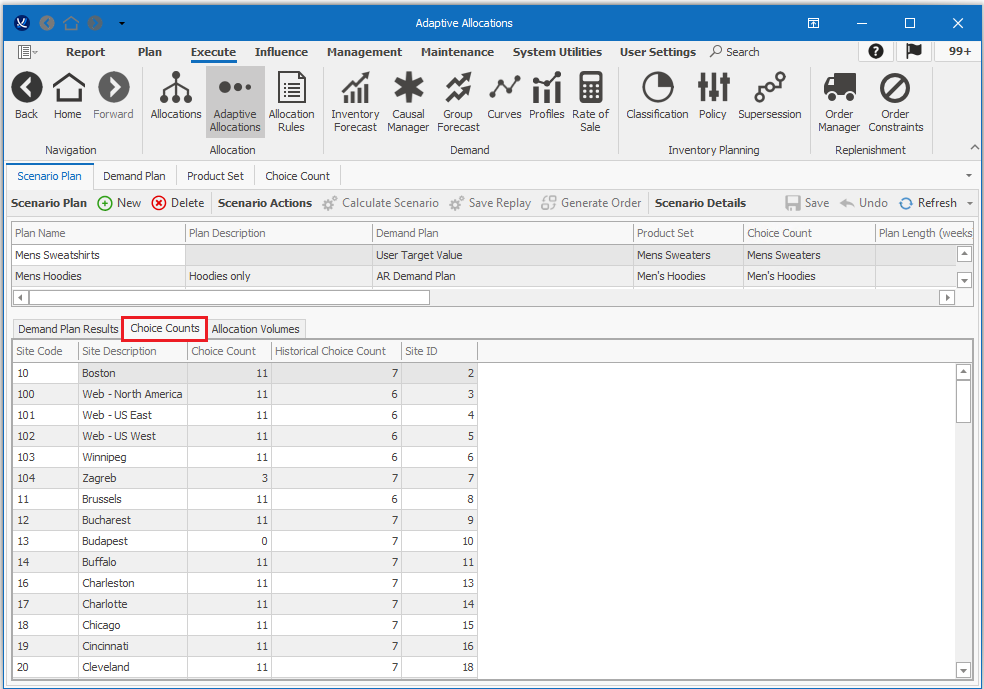 Adaptive Allocations
Report Plan Execute Influence Management Maintenance System Utilities User Settings Search 99+
Back Home Forward Allocations Adaptive Allocations Allocation Rules Inventory Forecast Causal Manager Group Forecast Curves Profiles Rate of Sale Classification Policy Supersession Order Manager Order Constraints
Navigation Allocation Demand Inventory Planning Replenishment
Scenario Plan Demand Plan Product Set Choice Count
Scenario Plan New Delete Scenario Actions Calculate Scenario Save Replay Generate Order Scenario Details Save Undo Refresh
Plan Name Plan Description Demand Plan Product Set Choice Count Plan Length (weeks
Mens Sweatshirts User Target Value Mens Sweaters Mens Sweaters
Mens Hoodies Hoodies only AR Demand Plan Men's Hoodies Men's Hoodies
Demand Plan Results Choice Counts Allocation Volumes
Site Code Site Description Choice Count Historical Choice Count Site ID
10 Boston 11 7 2
100 Web - North America 11 6 3
101 Web - US East 11 6 4
102 Web - US West 11 6 5
103 Winnipeg 11 6 6
104 Zagreb 3 7 7
11 Brussels 11 6 8
12 Bucharest 11 7 9
13 Budapest 0 7 10
14 Buffalo 11 7 11
16 Charleston 11 7 13
17 Charlotte 11 7 14
18 Chicago 11 7 15
19 Cincinnati 11 7 16
20 Cleveland 11 7 18